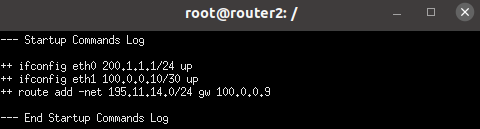 root@router2: /
--- Startup Commands Log
++ ifconfig eth0 200.1.1.1/24 up
++ ifconfig eth1 100.0.0.10/30 up
++ route add -net 195.11.14.0/24 gw 100.0.0.9
--- End Startup Commands Log